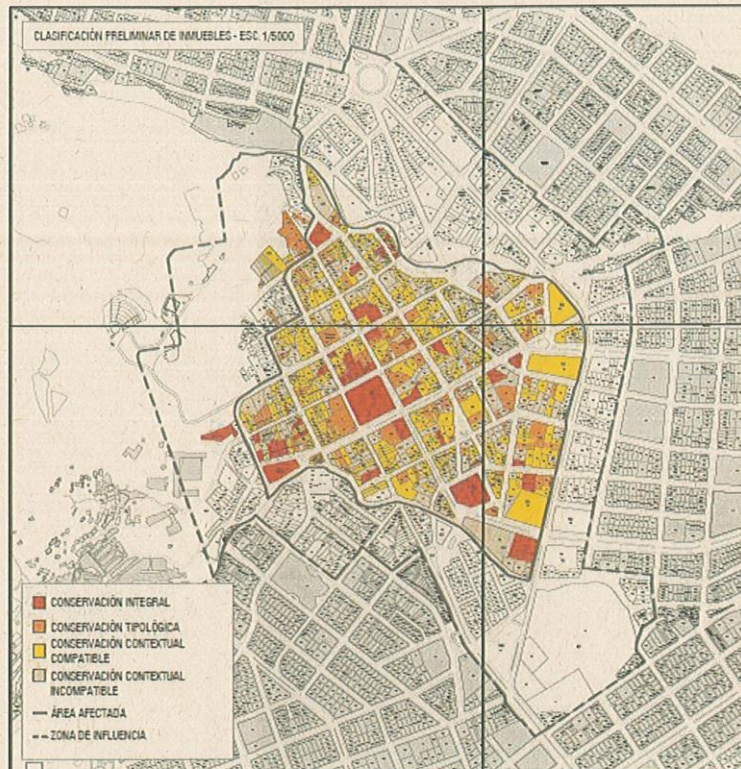 CLASIFICACIÓN PRELIMINAR DE INMUEBLES - ESC. 1/5000
CONSERVACIÓN INTEGRAL
CONSERVACIÓN TIPOLÓGICA
CONSERVACIÓN CONTEXTUAL
COMPATIBLE
CONSERVACIÓN CONTEXTUAL
INCOMPATIBLE
ÁREA AFECTADA
ZONA DE INFLUENCIA